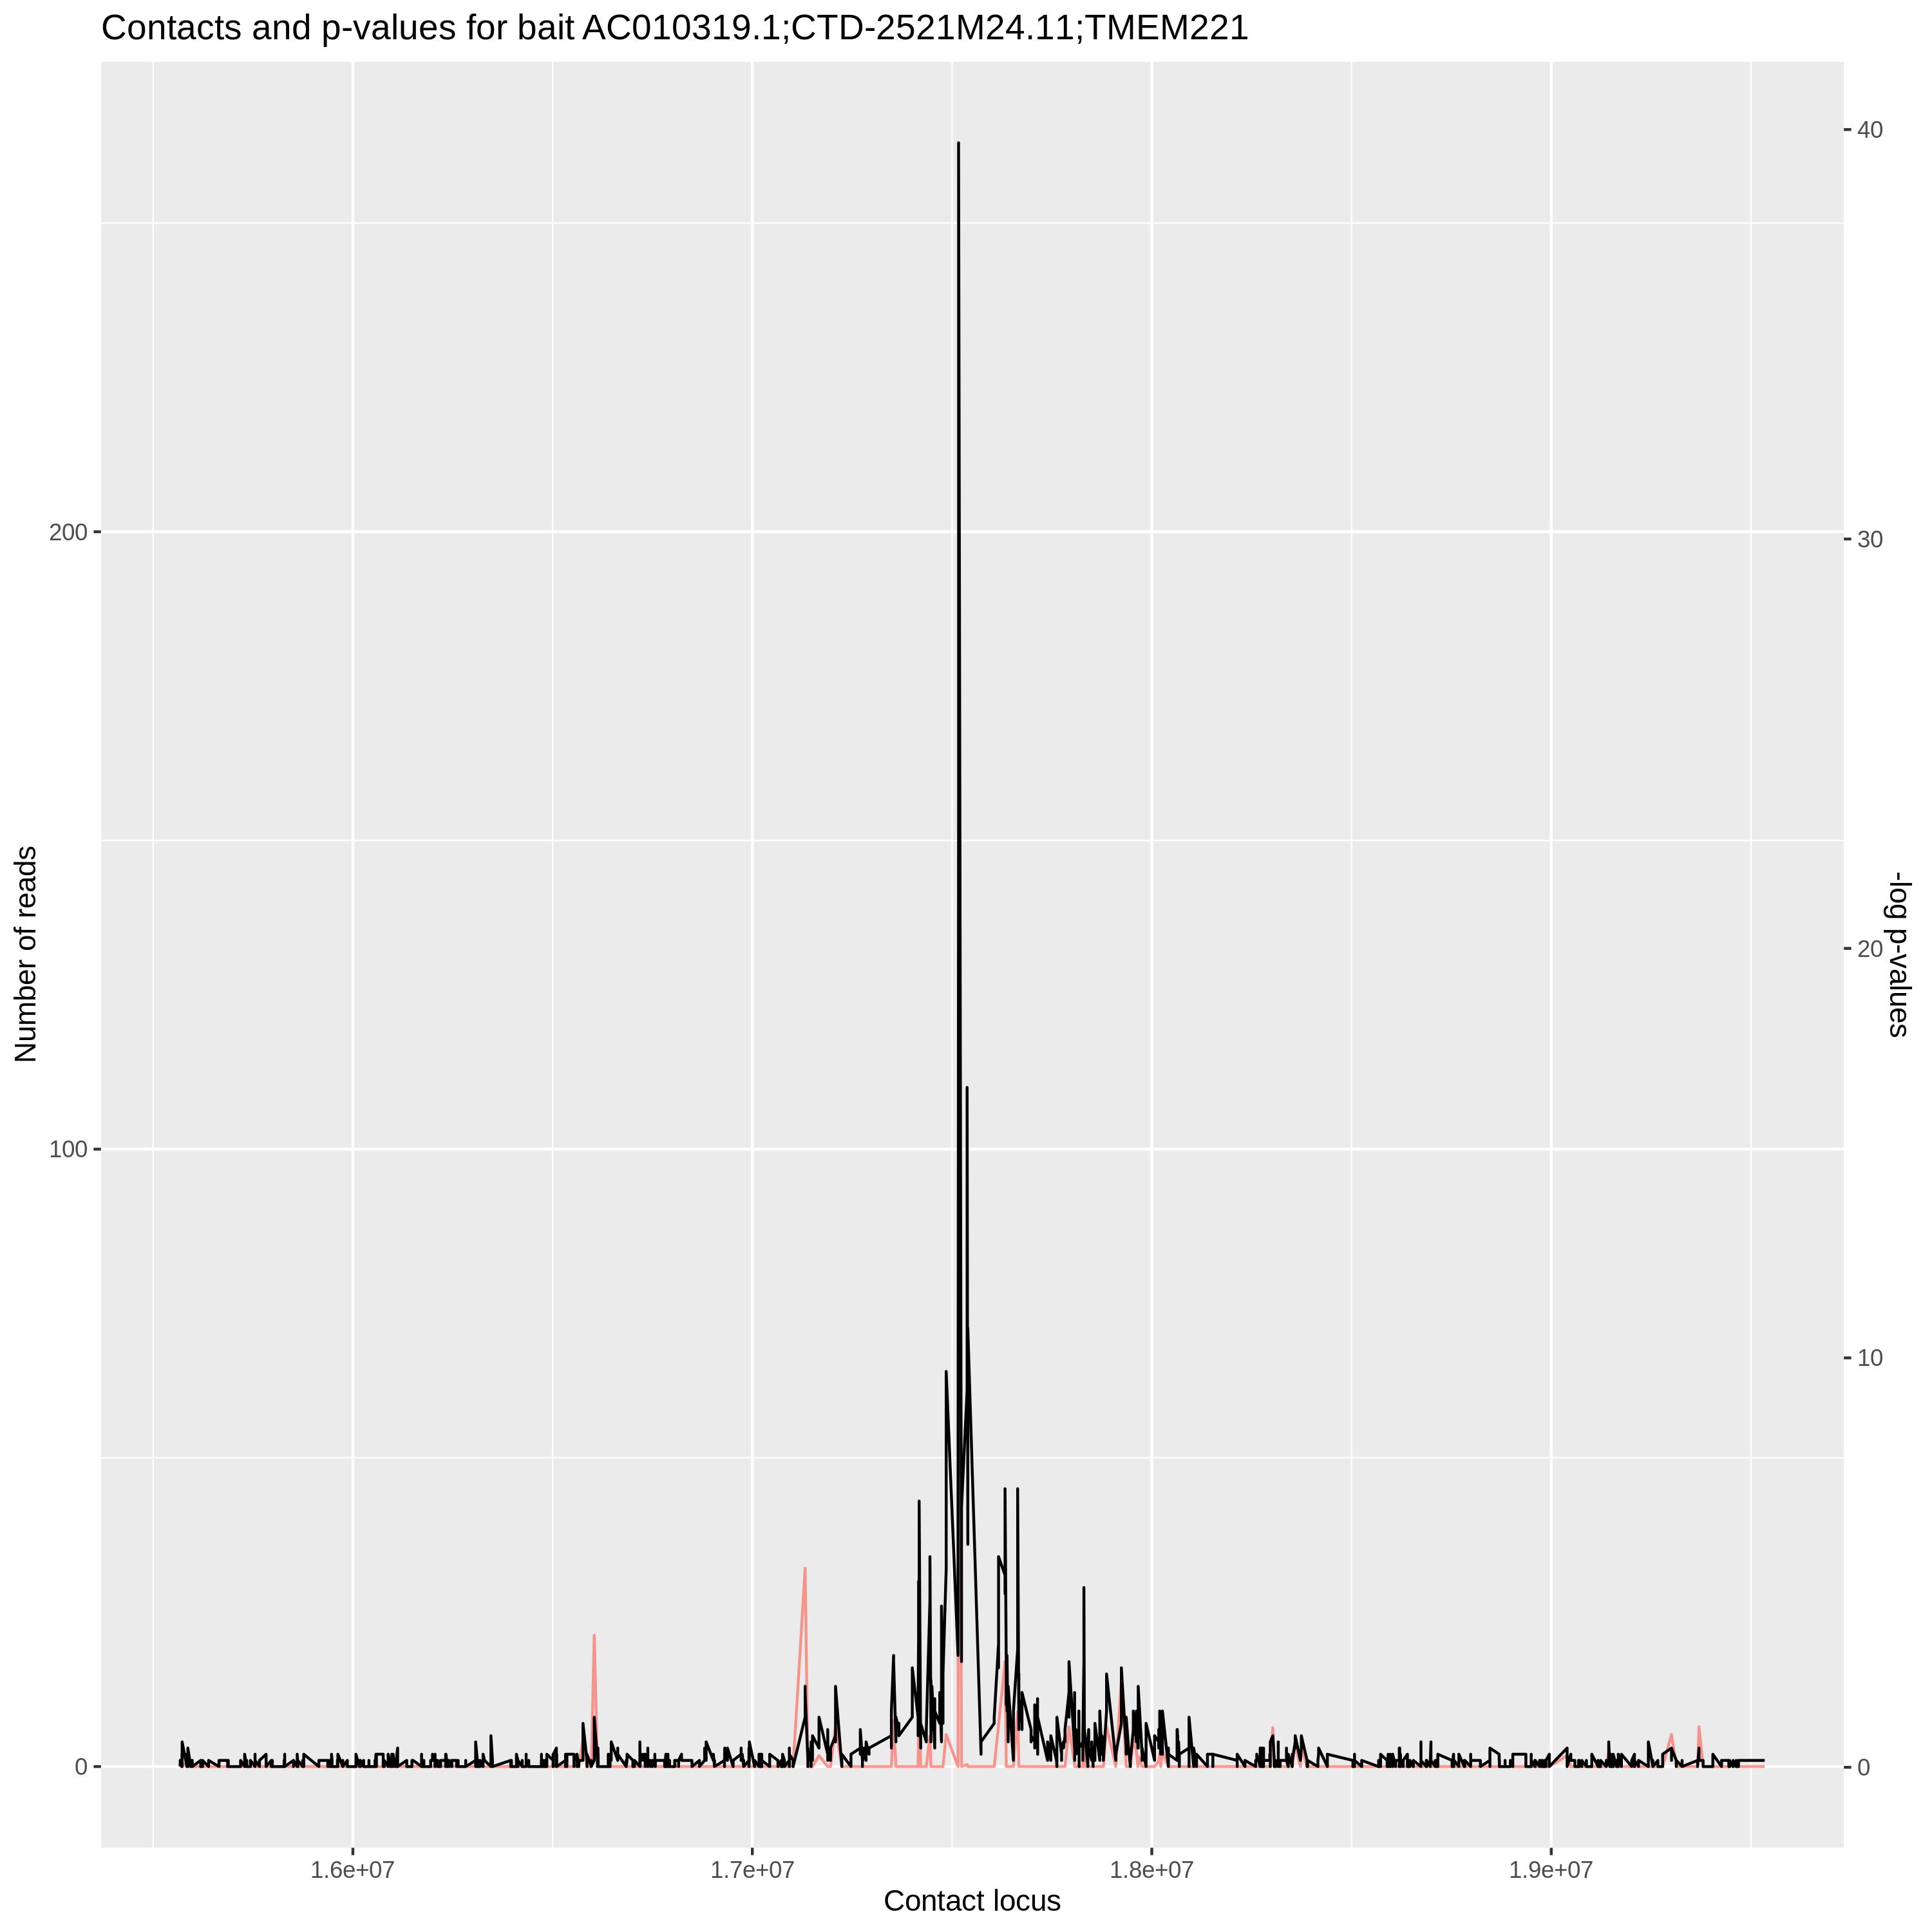 Contacts and p-values for bait AC010319.1;CTD-2521M24.11;TMEM221
40
200
30
Number of reads
-log p-values
20
100
10
0
0
1.6e+07
1.7e+07
1.8e+07
1.9e+07
Contact locus